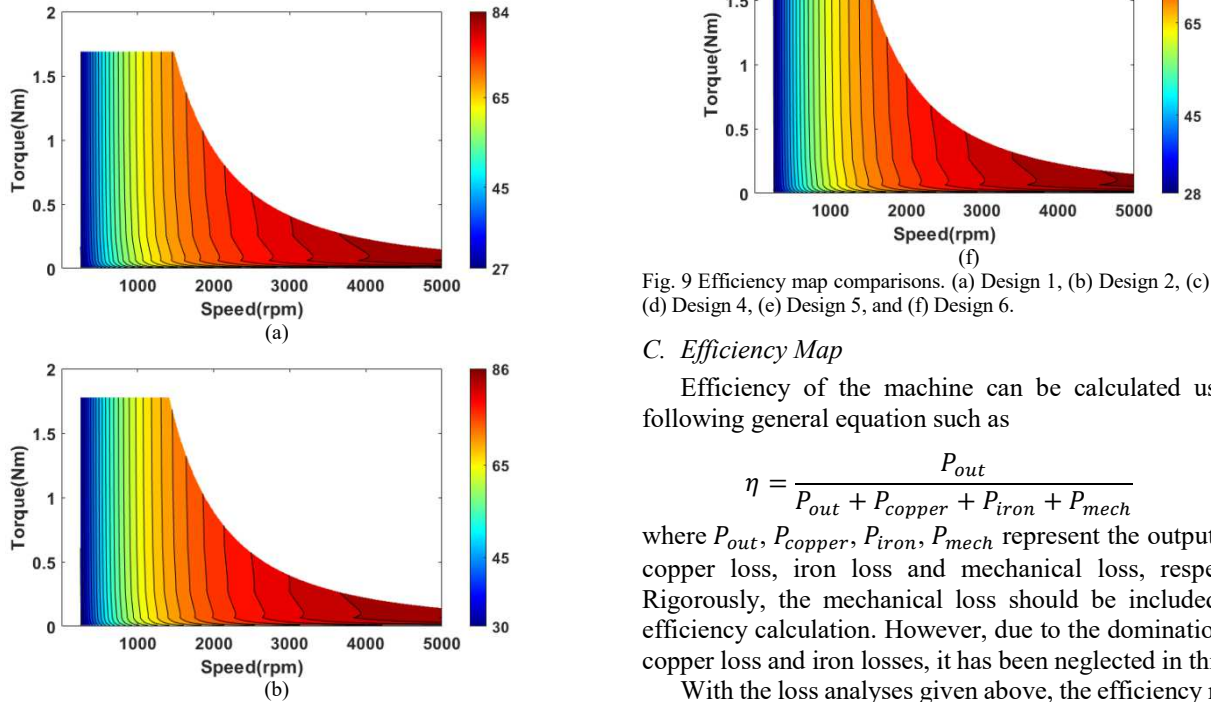 2
1.5
1
0.5
0
Torque(Nm)
1000 2000 3000 4000 5000
Speed(rpm)
84
65
45
27
(a)
2
1.5
1
0.5
0
Torque(Nm)
1000 2000 3000 4000 5000
Speed(rpm)
86
65
45
30
(b)
1.5
1
0.5
0
Torque(Nm)
1000 2000 3000 4000 5000
Speed(rpm)
65
45
28
(f)
Fig. 9 Efficiency map comparisons. (a) Design 1, (b) Design 2, (c)
(d) Design 4, (e) Design 5, and (f) Design 6.
C. Efficiency Map
Efficiency of the machine can be calculated us
following general equation such as
η = P_out / (P_out + P_copper + P_iron + P_mech)
where P_out, P_copper, P_iron, P_mech represent the output
copper loss, iron loss and mechanical loss, respe
Rigorously, the mechanical loss should be included
efficiency calculation. However, due to the dominatio
copper loss and iron losses, it has been neglected in thi
With the loss analyses given above, the efficiency